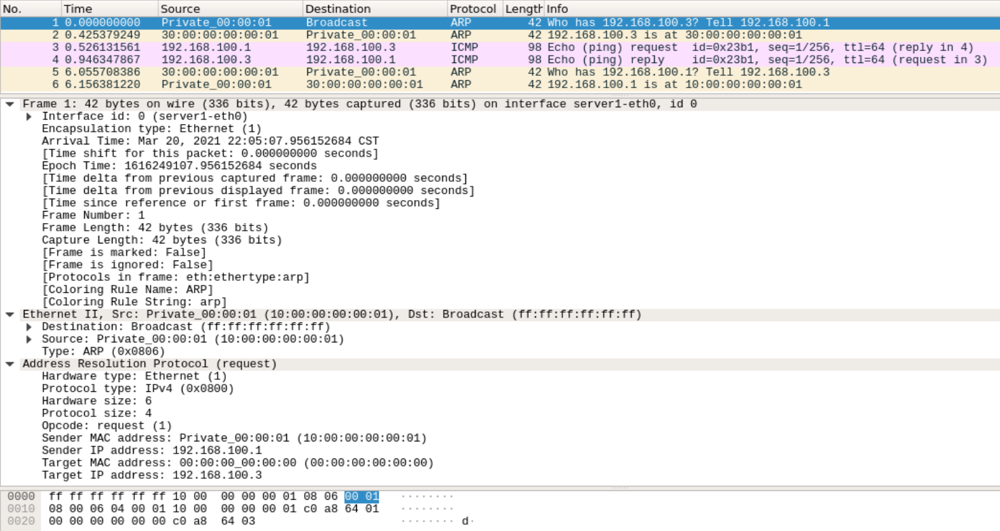 No. Time Source Destination Protocol Length Info
1 0.000000000 Private_00:00:01 Broadcast ARP 42 Who has 192.168.100.3? Tell 192.168.100.1
2 0.425379249 30:00:00:00:00:01 Private_00:00:01 ARP 42 192.168.100.3 is at 30:00:00:00:00:01
3 0.526131561 192.168.100.1 192.168.100.3 ICMP 98 Echo (ping) request id=0x23b1, seq=1/256, ttl=64 (reply in 4)
4 0.946347867 192.168.100.3 192.168.100.1 ICMP 98 Echo (ping) reply id=0x23b1, seq=1/256, ttl=64 (request in 3)
5 6.055708386 30:00:00:00:00:01 Private_00:00:01 ARP 42 Who has 192.168.100.1? Tell 192.168.100.3
6 6.156381220 Private_00:00:01 30:00:00:00:00:01 ARP 42 192.168.100.1 is at 10:00:00:00:00:01
Frame 1: 42 bytes on wire (336 bits), 42 bytes captured (336 bits) on interface server1-eth0, id 0
Interface id: 0 (server1-eth0)
Encapsulation type: Ethernet (1)
Arrival Time: Mar 20, 2021 22:05:07.956152684 CST
[Time shift for this packet: 0.000000000 seconds]
Epoch Time: 1616249107.956152684 seconds
[Time delta from previous captured frame: 0.000000000 seconds]
[Time delta from previous displayed frame: 0.000000000 seconds]
[Time since reference or first frame: 0.000000000 seconds]
Frame Number: 1
Frame Length: 42 bytes (336 bits)
Capture Length: 42 bytes (336 bits)
[Frame is marked: False]
[Frame is ignored: False]
[Protocols in frame: eth:ethertype:arp]
[Coloring Rule Name: ARP]
[Coloring Rule String: arp]
Ethernet II, Src: Private_00:00:01 (10:00:00:00:00:01), Dst: Broadcast (ff:ff:ff:ff:ff:ff)
Destination: Broadcast (ff:ff:ff:ff:ff:ff)
Source: Private_00:00:01 (10:00:00:00:00:01)
Type: ARP (0x0806)
Address Resolution Protocol (request)
Hardware type: Ethernet (1)
Protocol type: IPv4 (0x0800)
Hardware size: 6
Protocol size: 4
Opcode: request (1)
Sender MAC address: Private_00:00:01 (10:00:00:00:00:01)
Sender IP address: 192.168.100.1
Target MAC address: 00:00:00_00:00:00 (00:00:00:00:00:00)
Target IP address: 192.168.100.3
0000 ff ff ff ff ff ff 10 00 00 00 00 01 08 06 00 01 ········
0010 08 00 06 04 00 01 10 00 00 00 00 01 c0 a8 64 01 ········
0020 00 00 00 00 00 00 c0 a8 64 03 ········ d·